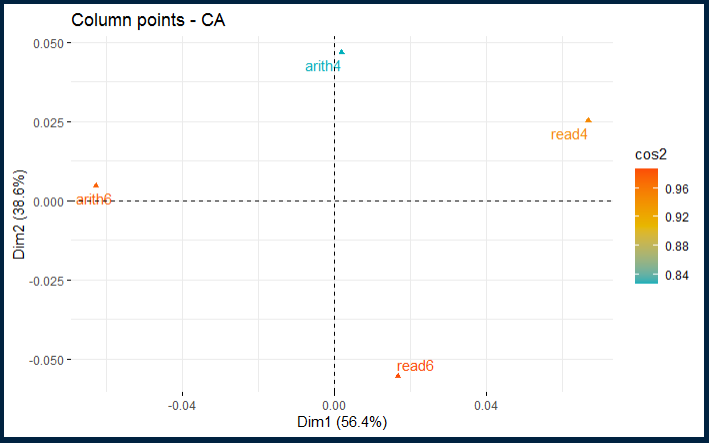 Column points - CA
0.050
arith4
0.025
read4
cos2
0.96
arith6
0.92
0.000
0.88
Dim2 (38.6%)
0.84
-0.025
-0.050
read6
-0.04
0.00
0.04
Dim1 (56.4%)